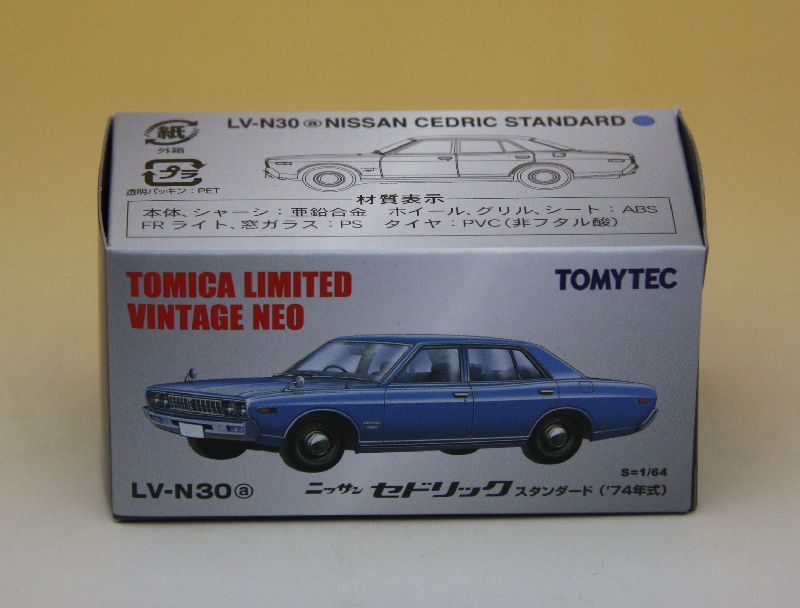 LV-N30 ⓐ NISSAN CEDRIC STANDARD
紙
外箱
プラ
透明パッキン:PET
材質表示
本体、シャーシ:亜鉛合金 ホイール、グリル、シート:ABS
FRライト、窓ガラス:PS タイヤ:PVC(非フタル酸)
TOMICA LIMITED
VINTAGE NEO
TOMYTEC
S=1/64
LV-N30ⓐ ニッサン セドリック スタンダード ('74年式)